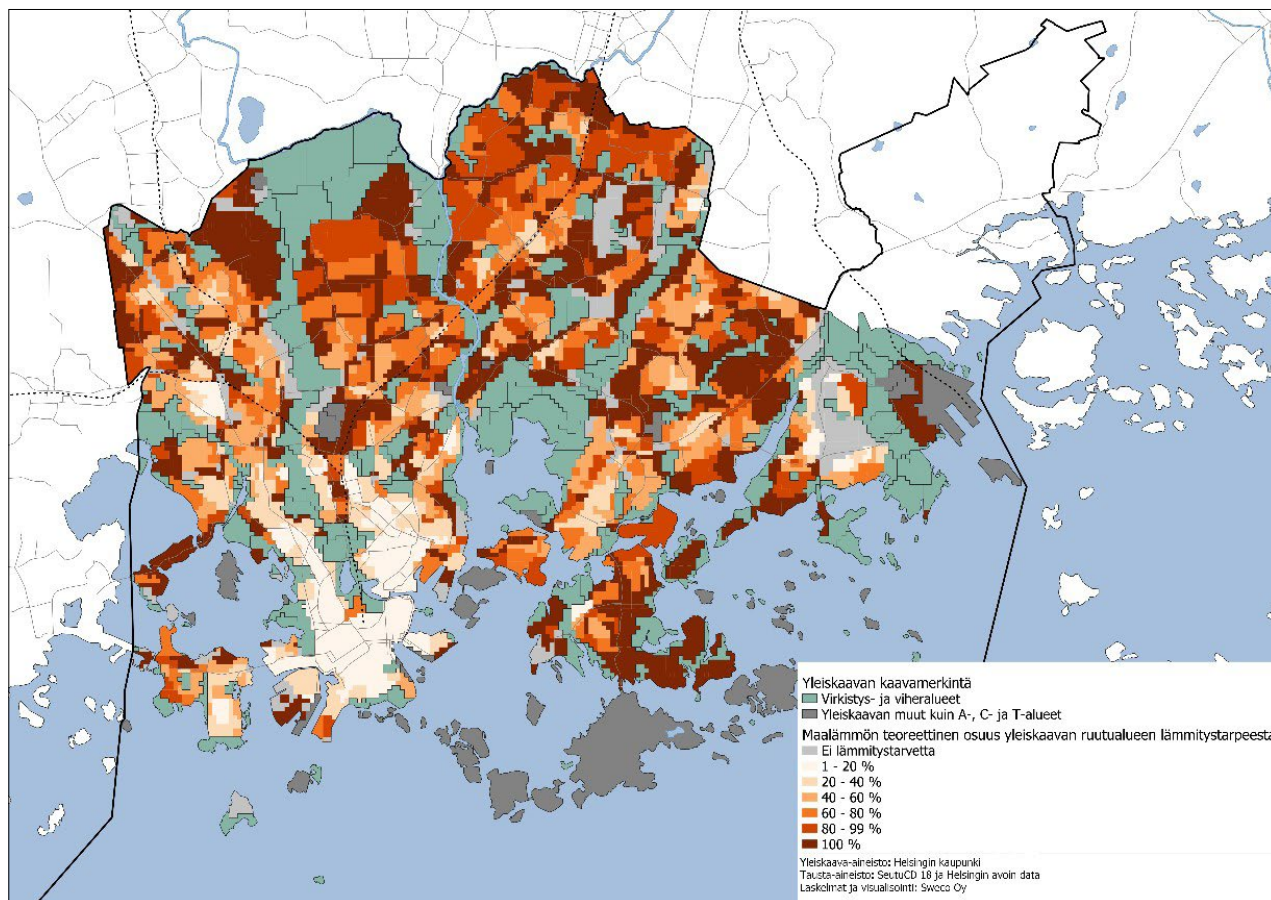 Yleiskaavan kaavamerkintä
Virkistys- ja viheralueet
Yleiskaavan muut kuin A-, C- ja T-alueet
Maalämmön teoreettinen osuus yleiskaavan ruutualueen lämmitystarpeesta
Ei lämmitystarvetta
1 - 20 %
20 - 40 %
40 - 60 %
60 - 80 %
80 - 99 %
100 %
Yleiskaava-aineisto: Helsingin kaupunki
Tausta-aineisto: SeutuCD 18 ja Helsingin avoin data
Laskelmat ja visualisointi: Sweco Oy